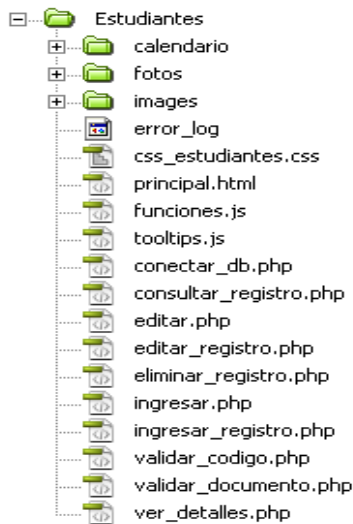 Estudiantes
calendario
fotos
images
error_log
css_estudiantes.css
principal.html
funciones.js
tooltips.js
conectar_db.php
consultar_registro.php
editar.php
editar_registro.php
eliminar_registro.php
ingresar.php
ingresar_registro.php
validar_codigo.php
validar_documento.php
ver_detalles.php